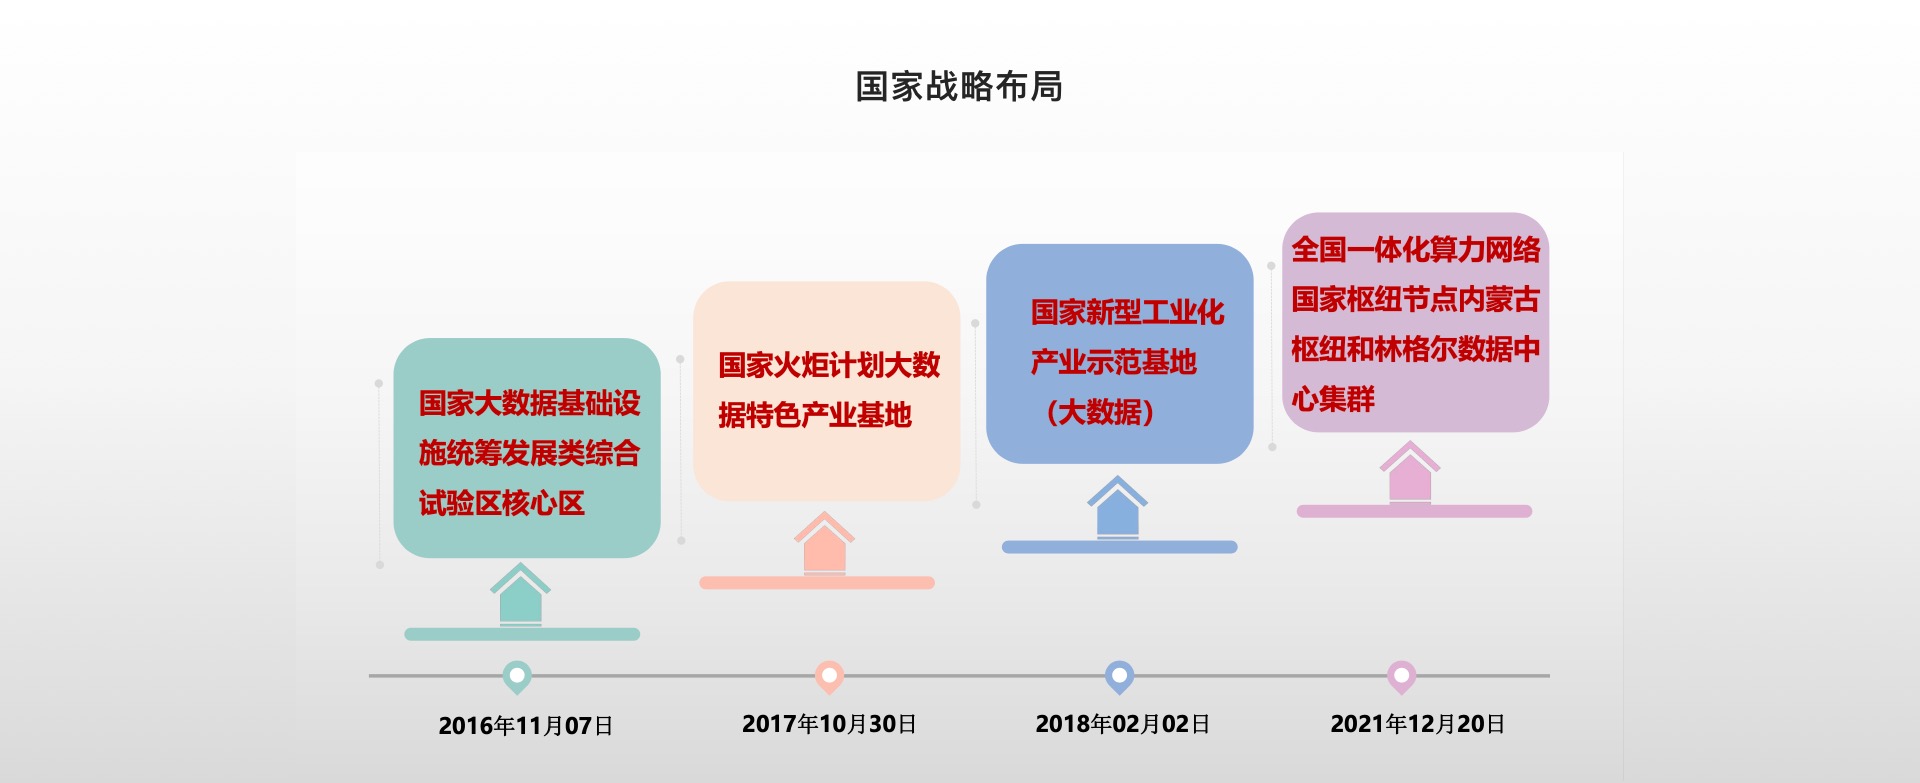 国家战略布局
国家大数据基础设
施统筹发展类综合
试验区核心区
国家火炬计划大数
据特色产业基地
国家新型工业化
产业示范基地
（大数据）
全国一体化算力网络
国家枢纽节点内蒙古
枢纽和林格尔数据中
心集群
2016年11月07日
2017年10月30日
2018年02月02日
2021年12月20日